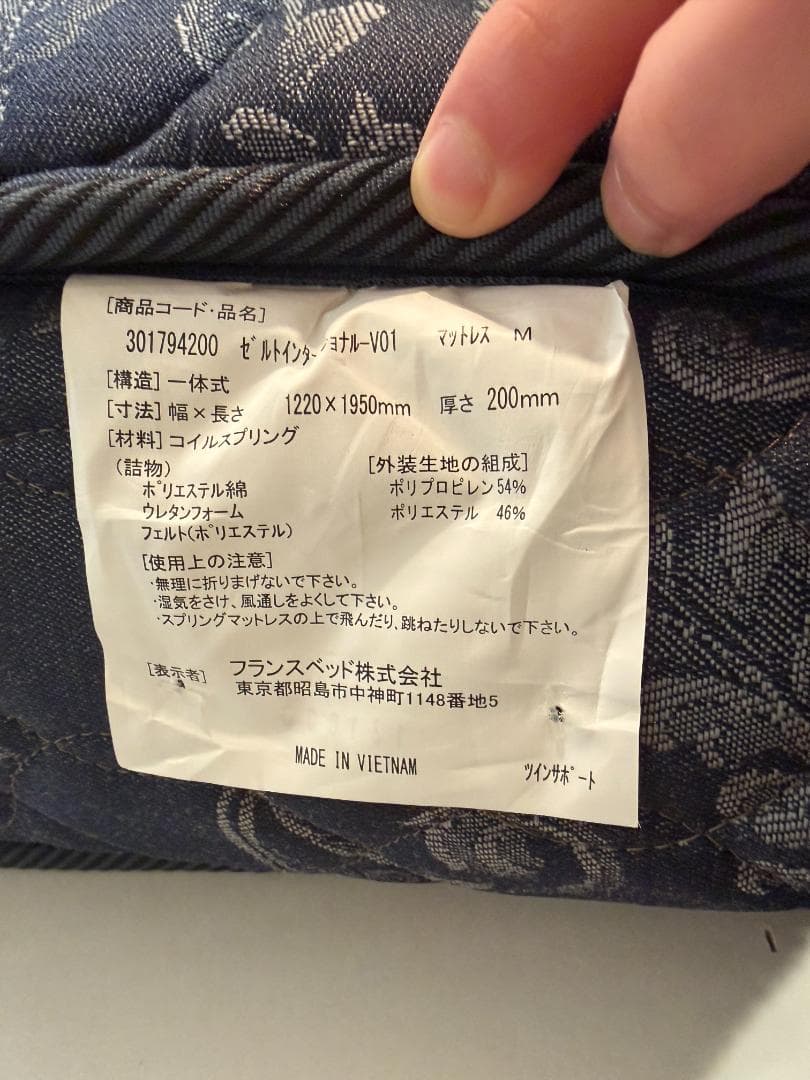 [商品コード・品名]
301794200 ゼルトインターョナルーV01 マットレス M
[構造] 一体式
[寸法] 幅×長さ 1220×1950mm 厚さ 200mm
[材料] コイルスプリング
(詰物)
ポリエステル綿
ウレタンフォーム
フェルト(ポリエステル)
[外装生地の組成]
ポリプロピレン54%
ポリエステル 46%
[使用上の注意]
・無理に折りまげないで下さい。
・湿気をさけ、風通しをよくして下さい。
・スプリングマットレスの上で飛んだり、跳ねたりしないで下さい。
[表示者] フランスベッド株式会社
東京都昭島市中神町1148番地5
MADE IN VIETNAM
ツインサポート